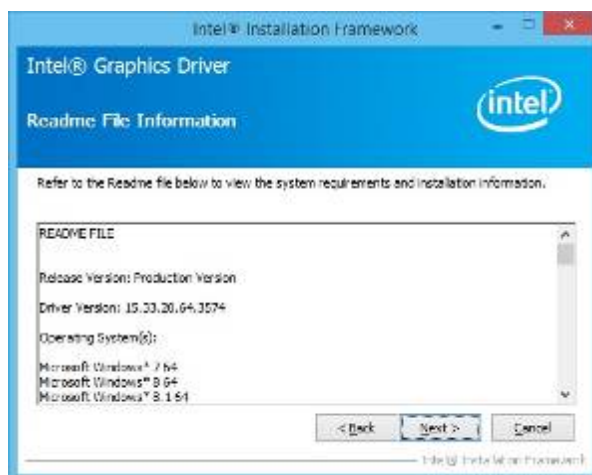 Intel® Installation Framework
Intel® Graphics Driver
Readme File Information
intel
Refer to the Readme file below to view the system requirements and installation information.
README FILE
Release Version: Production Version
Driver Version: 15.33.28.64.3574
Operating System(s):
Microsoft Windows* 7 64
Microsoft Windows* 8 64
Microsoft Windows* 8.1 64
< Back Next > Cancel
Intel® Installation Framework